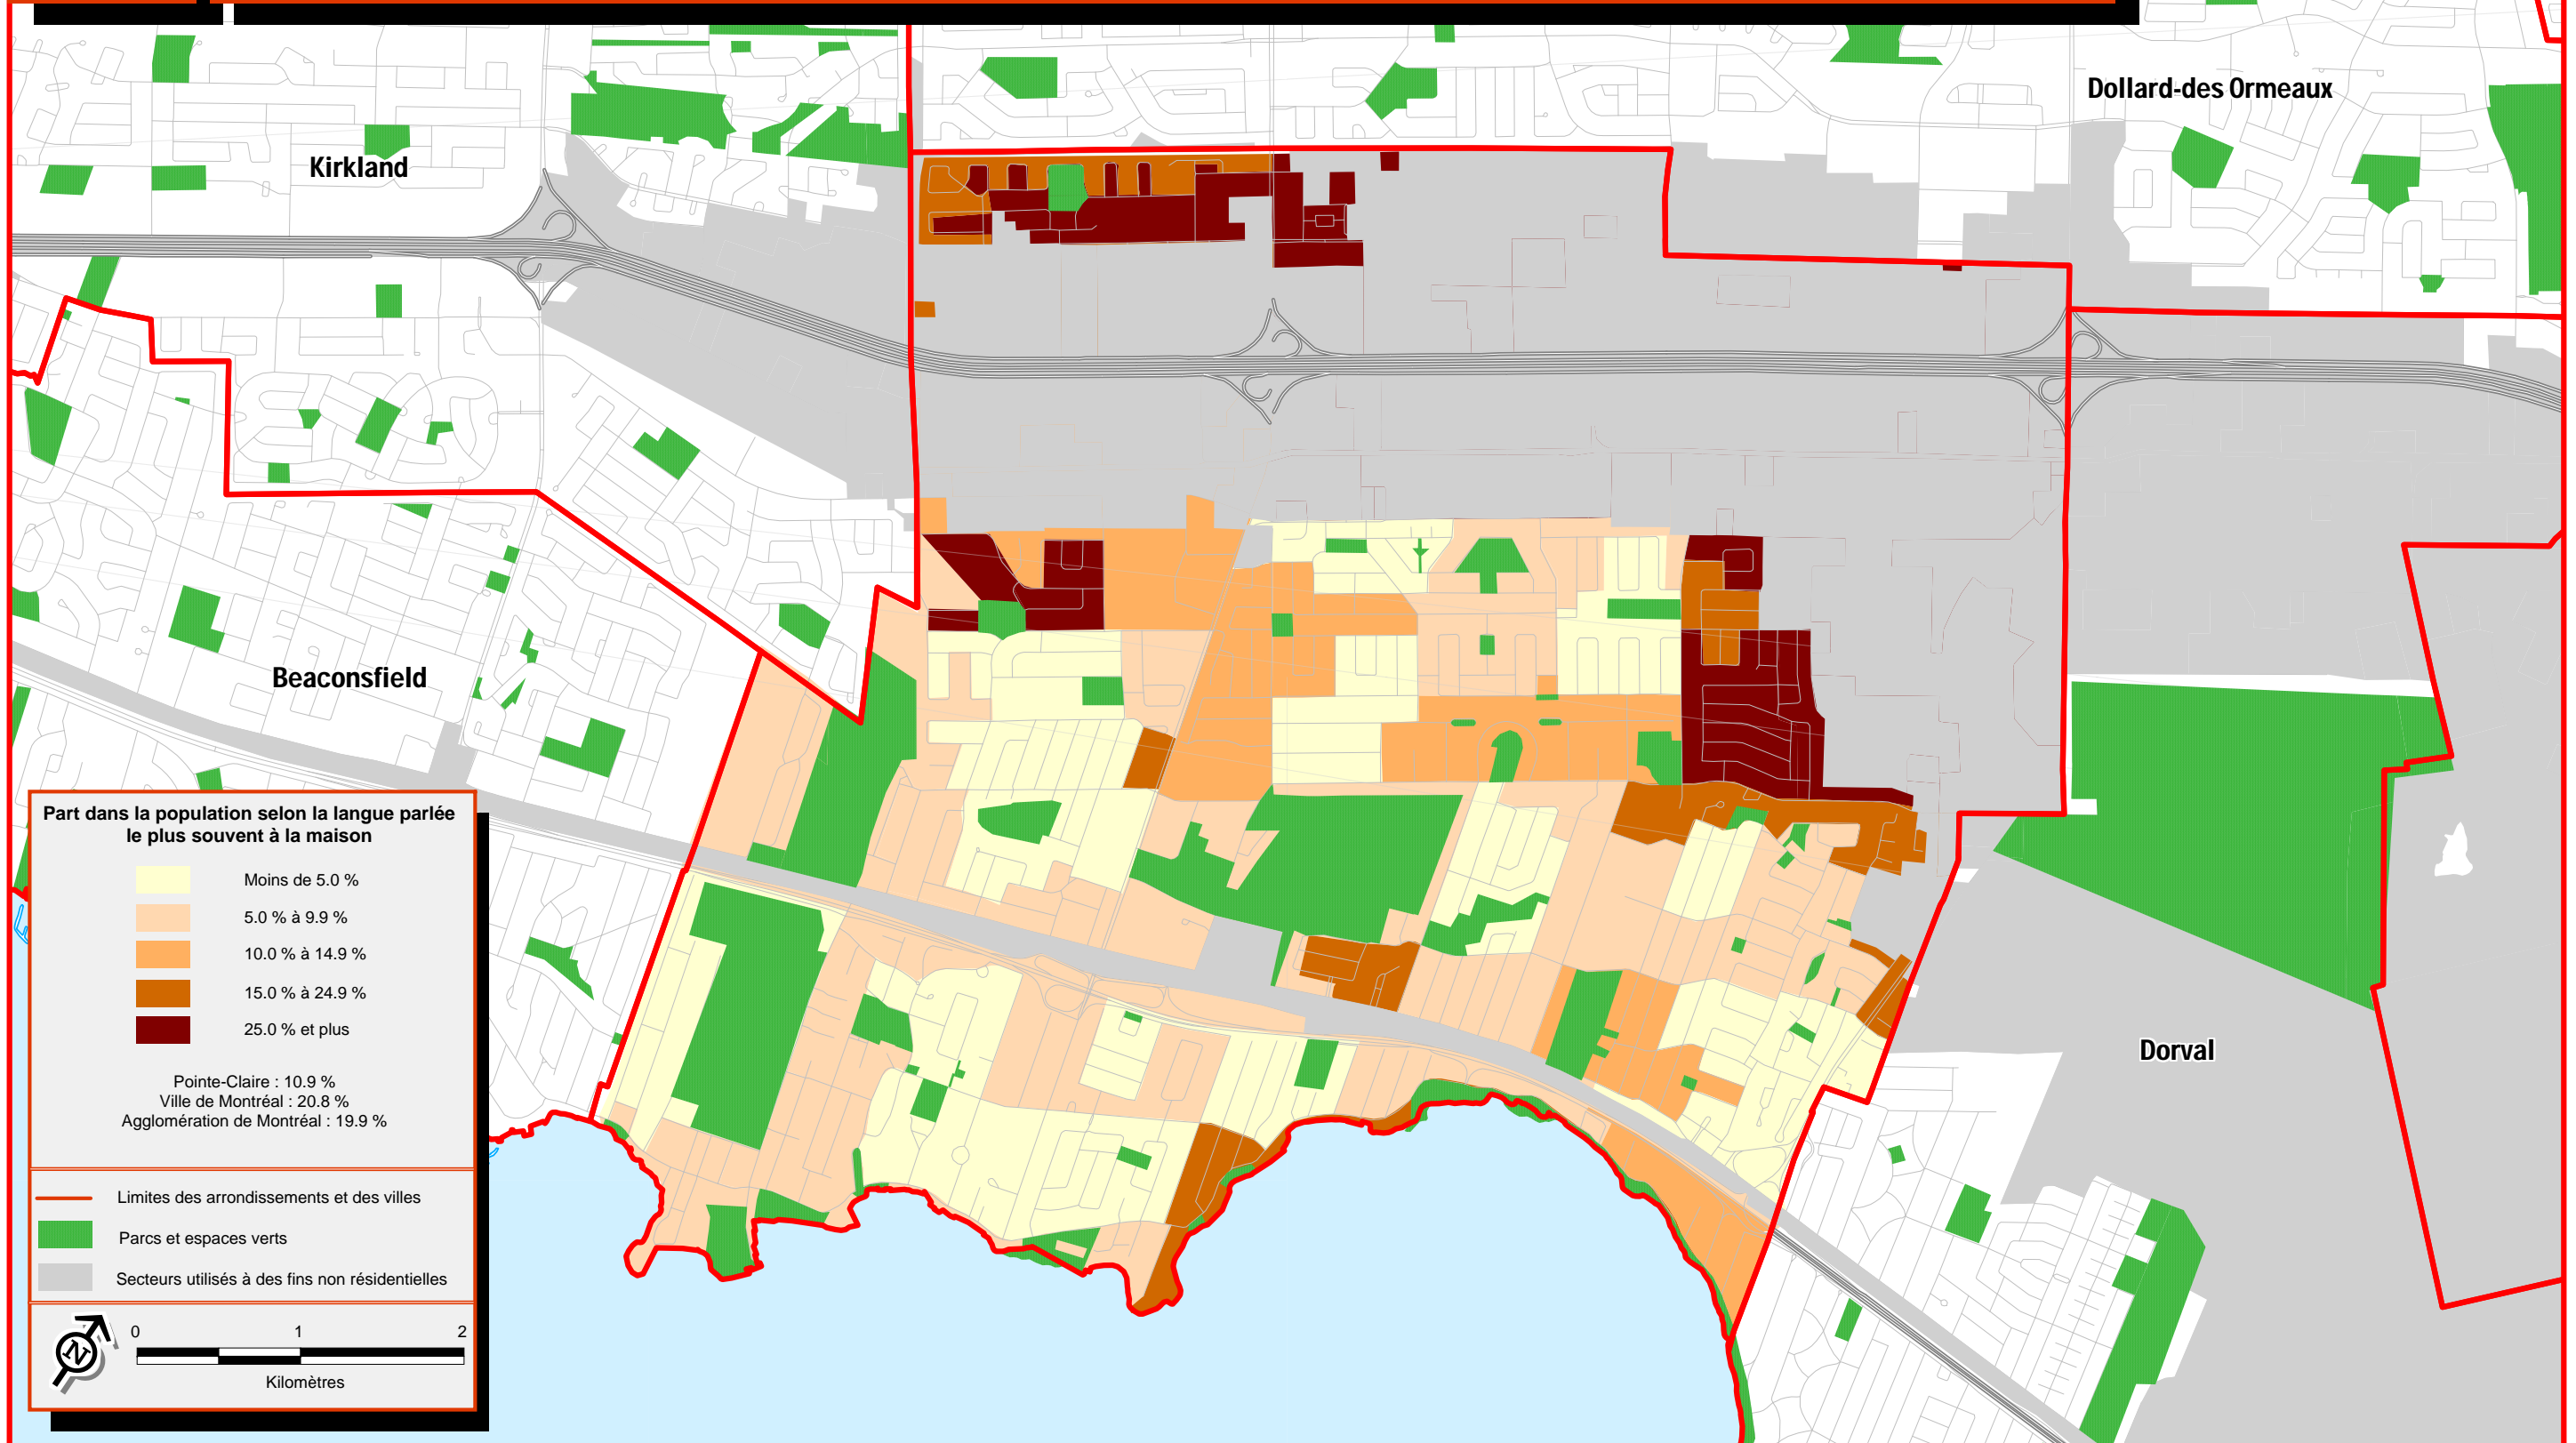 Dollard-des Ormeaux
Kirkland
Beaconsfield
Dorval
Part dans la population selon la langue parlée
le plus souvent à la maison
Moins de 5.0 %
5.0 % à 9.9 %
10.0 % à 14.9 %
15.0 % à 24.9 %
25.0 % et plus
Pointe-Claire : 10.9 %
Ville de Montréal : 20.8 %
Agglomération de Montréal : 19.9 %
Limites des arrondissements et des villes
Parcs et espaces verts
Secteurs utilisés à des fins non résidentielles
N
0 1 2
Kilomètres